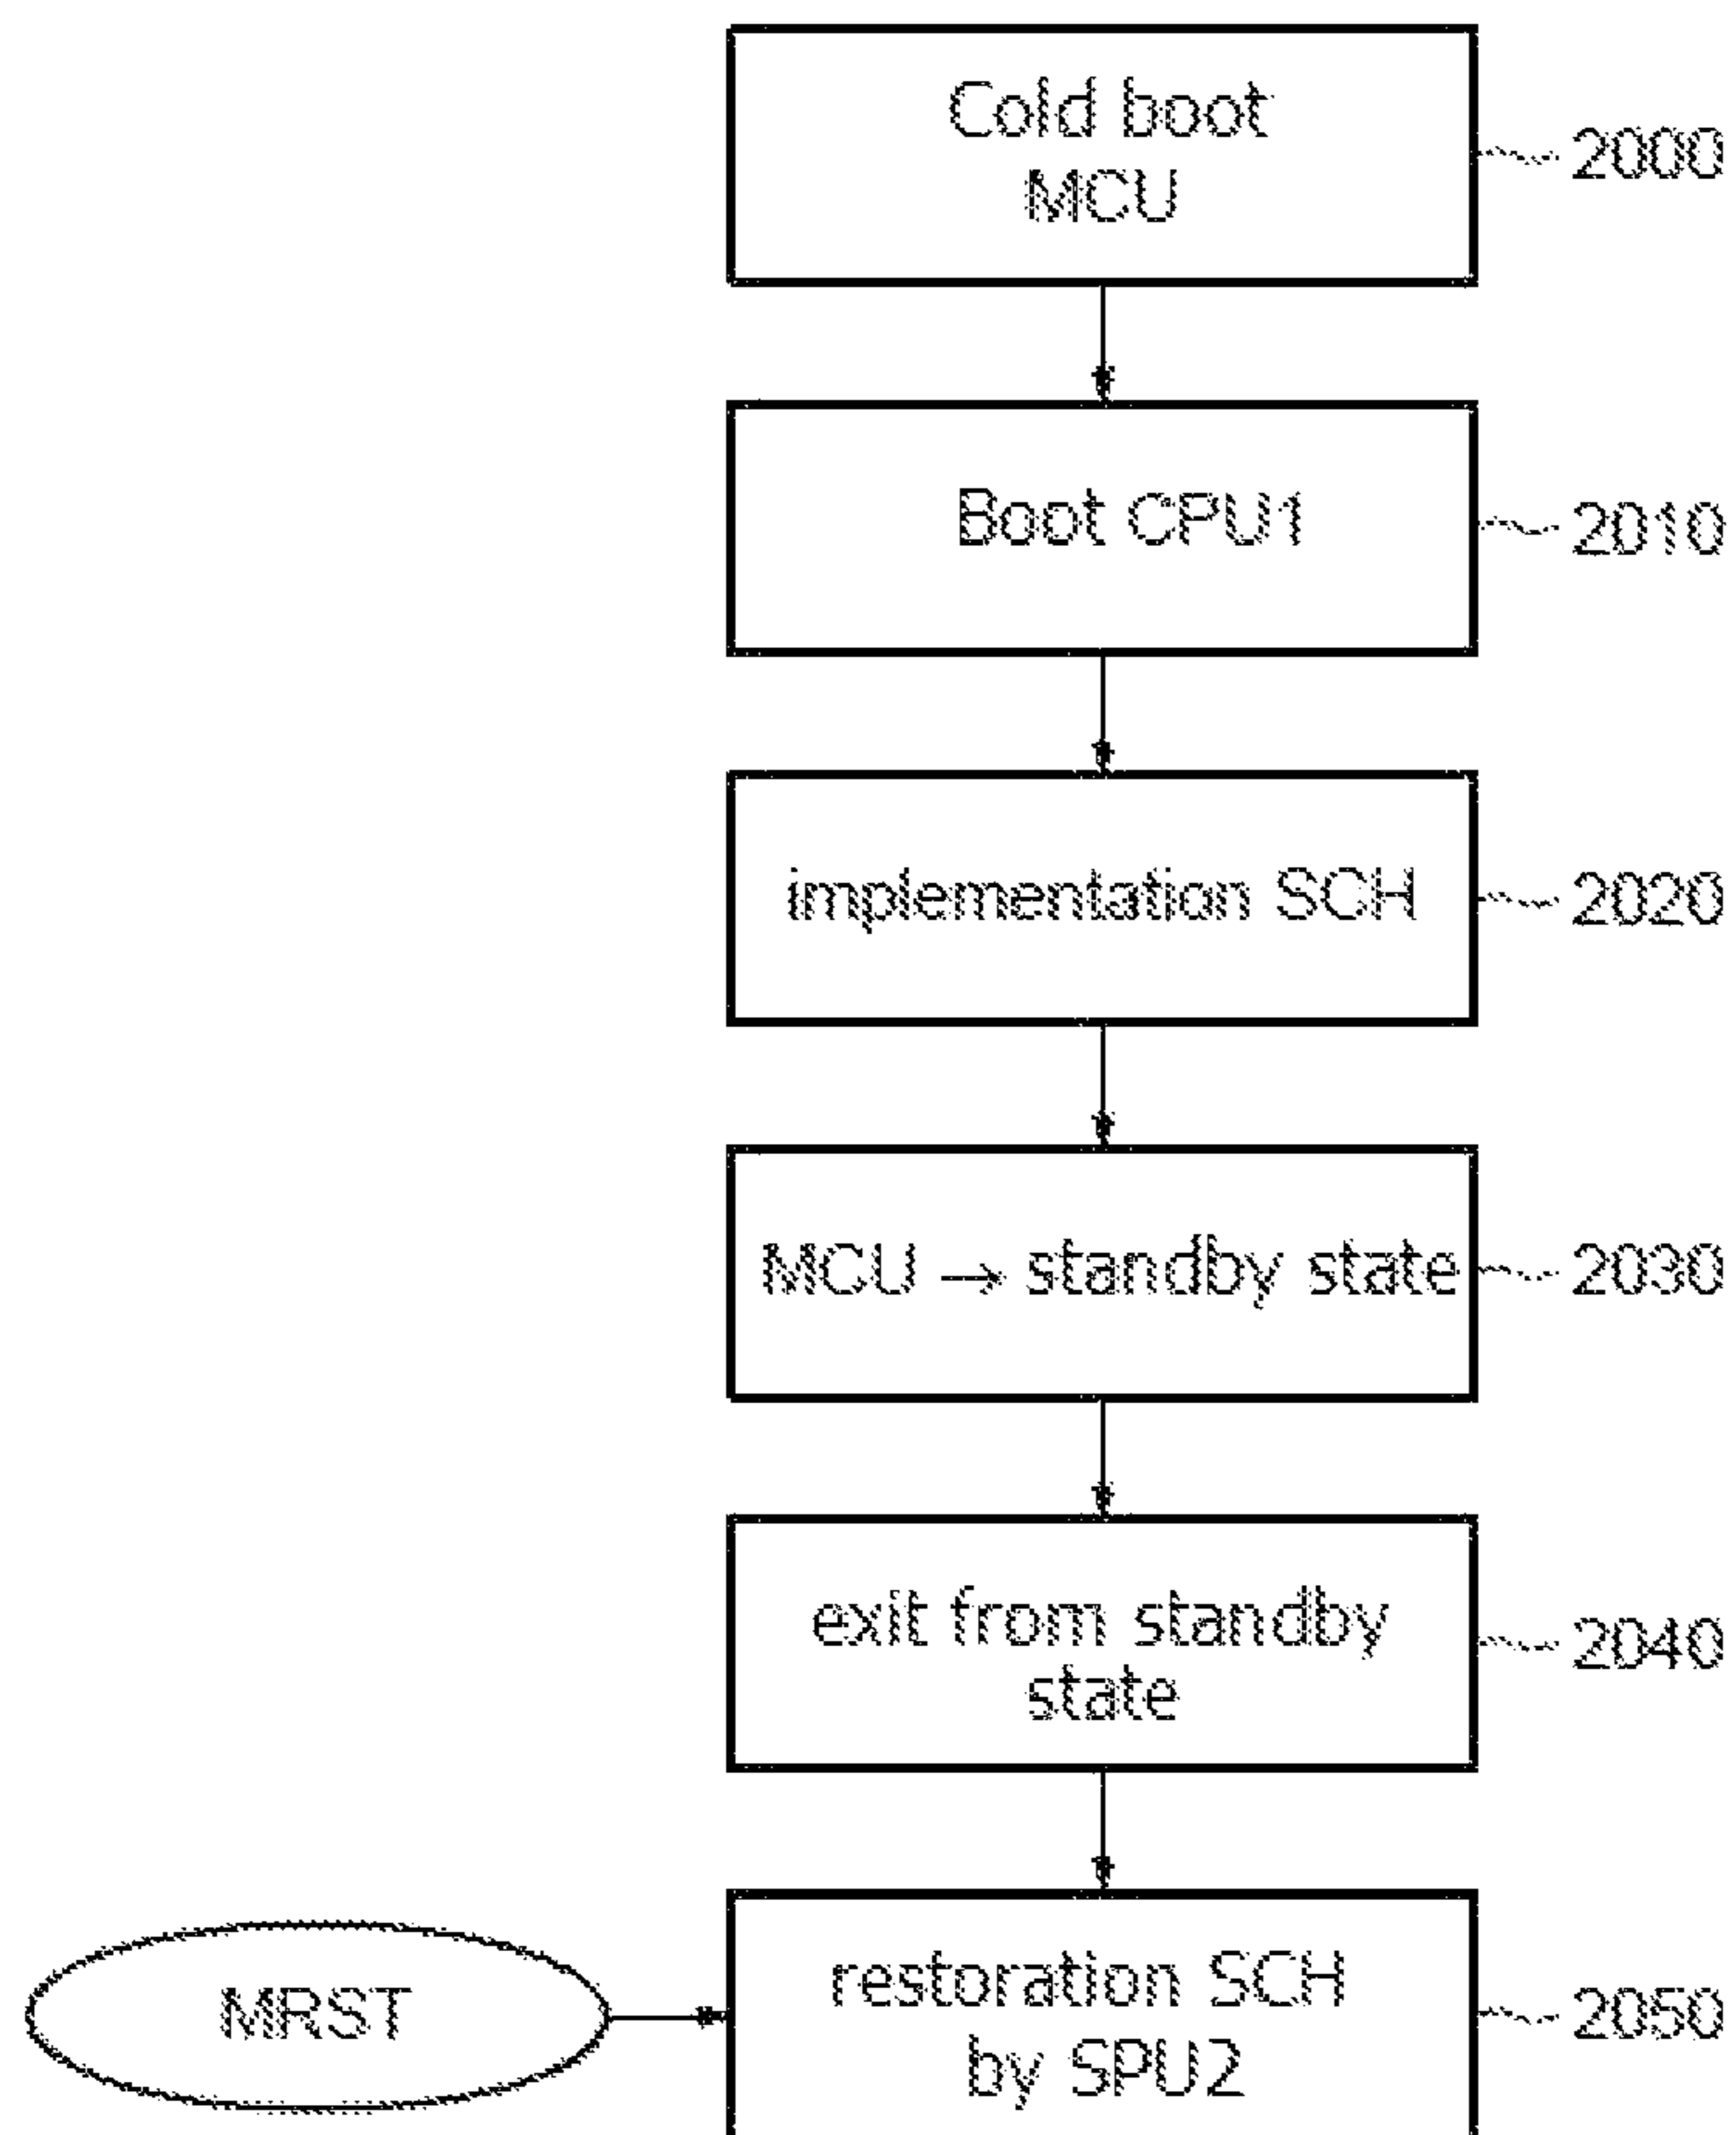 Cold boot
MCU
2000
Boot CPU1
2010
implementation SCH
2020
MCU → standby state
2030
exit from standby
state
2040
MRST
restoration SCH
by SPU2
2050